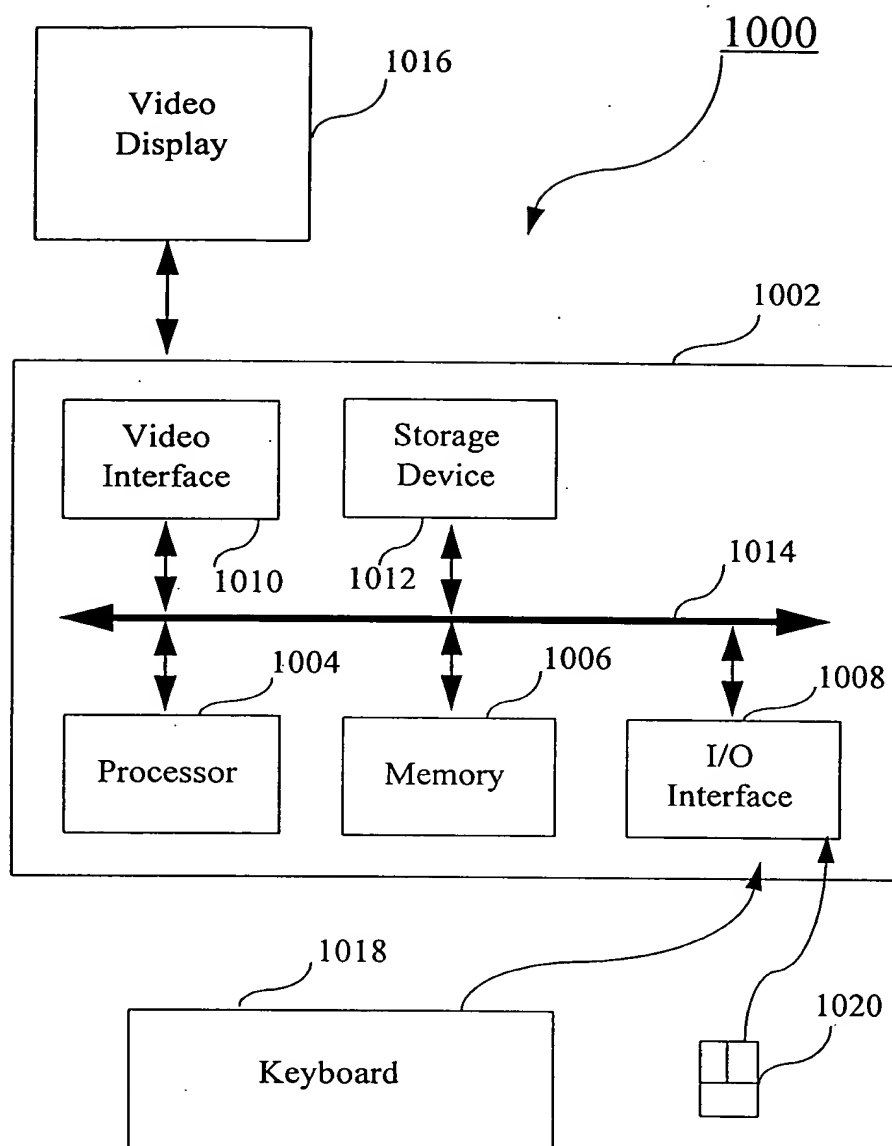 1000
1016
Video
Display
1002
Video
Interface
Storage
Device
1010
1012
1014
1004
1006
1008
Processor
Memory
I/O
Interface
1018
1020
Keyboard